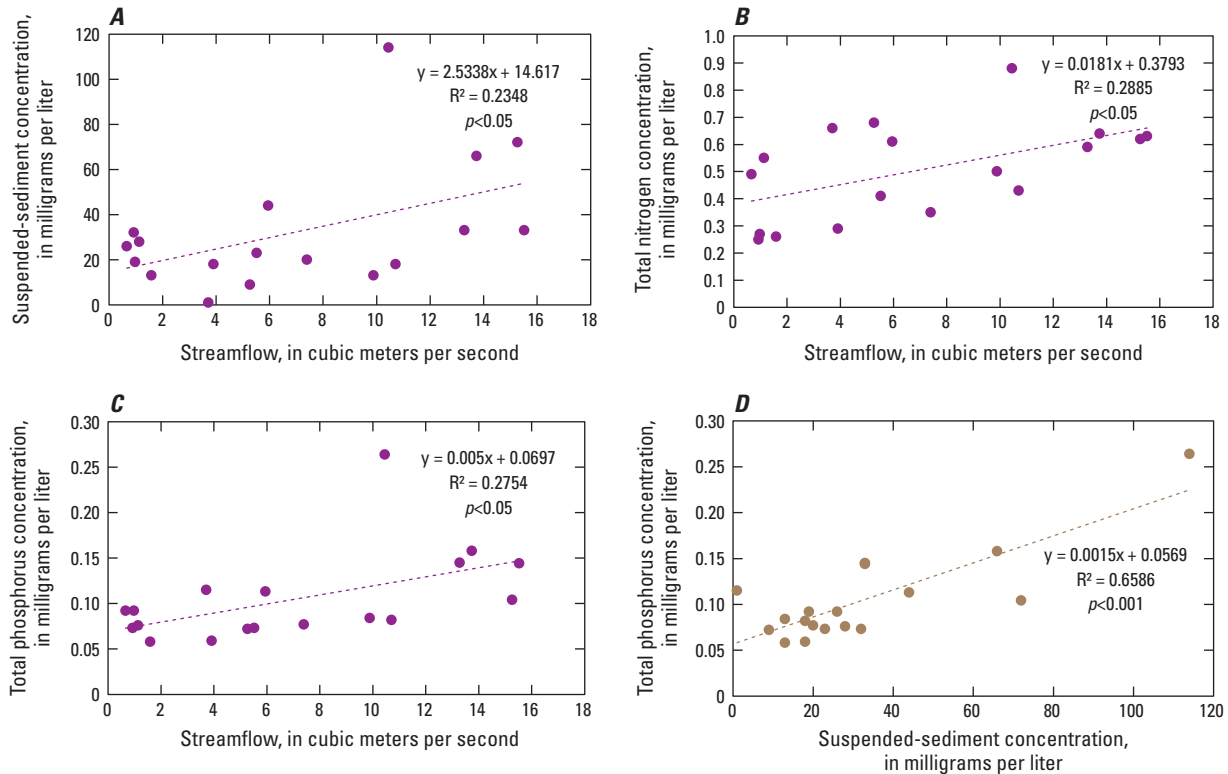 A
Suspended-sediment concentration,
in milligrams per liter
120
100
80
60
40
20
0
y = 2.5338x + 14.617
R² = 0.2348
p<0.05
0 2 4 6 8 10 12 14 16 18
Streamflow, in cubic meters per second
B
Total nitrogen concentration,
in milligrams per liter
1.0
0.9
0.8
0.7
0.6
0.5
0.4
0.3
0.2
0.1
0
y = 0.0181x + 0.3793
R² = 0.2885
p<0.05
0 2 4 6 8 10 12 14 16 18
Streamflow, in cubic meters per second
C
Total phosphorus concentration,
in milligrams per liter
0.30
0.25
0.20
0.15
0.10
0.05
0
y = 0.005x + 0.0697
R² = 0.2754
p<0.05
0 2 4 6 8 10 12 14 16 18
Streamflow, in cubic meters per second
D
Total phosphorus concentration,
in milligrams per liter
0.30
0.25
0.20
0.15
0.10
0.05
0
y = 0.0015x + 0.0569
R² = 0.6586
p<0.001
0 20 40 60 80 100 120
Suspended-sediment concentration,
in milligrams per liter